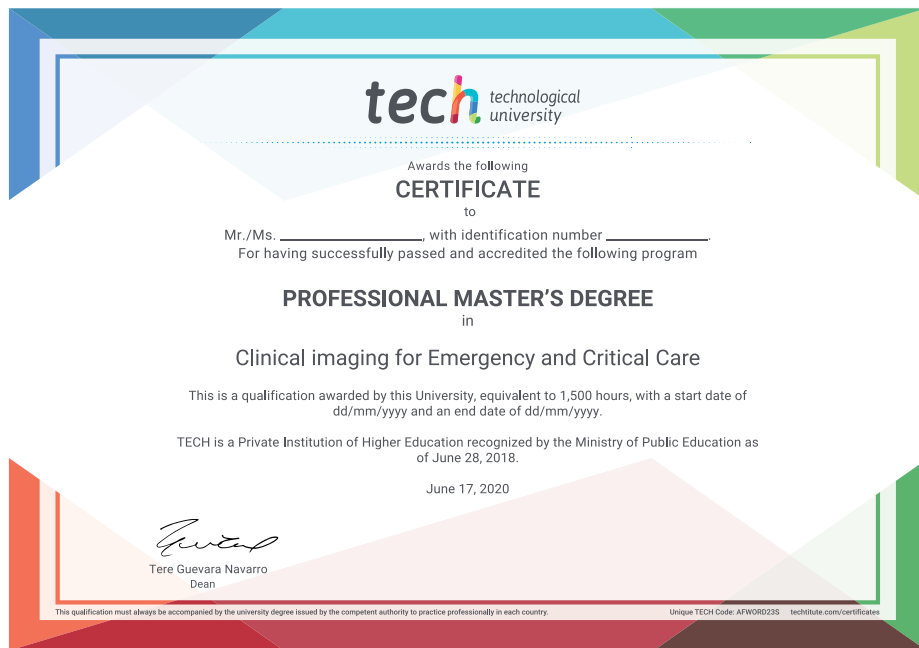 tech technological
university
Awards the following
CERTIFICATE
to
Mr./Ms. ____________________, with identification number ______________.
For having successfully passed and accredited the following program
PROFESSIONAL MASTER'S DEGREE
in
Clinical imaging for Emergency and Critical Care
This is a qualification awarded by this University, equivalent to 1,500 hours, with a start date of
dd/mm/yyyy and an end date of dd/mm/yyyy.
TECH is a Private Institution of Higher Education recognized by the Ministry of Public Education as
of June 28, 2018.
June 17, 2020
Tere Guevara Navarro
Dean
This qualification must always be accompanied by the university degree issued by the competent authority to practice professionally in each country. Unique TECH Code: AFWORD23S techtitute.com/certificates